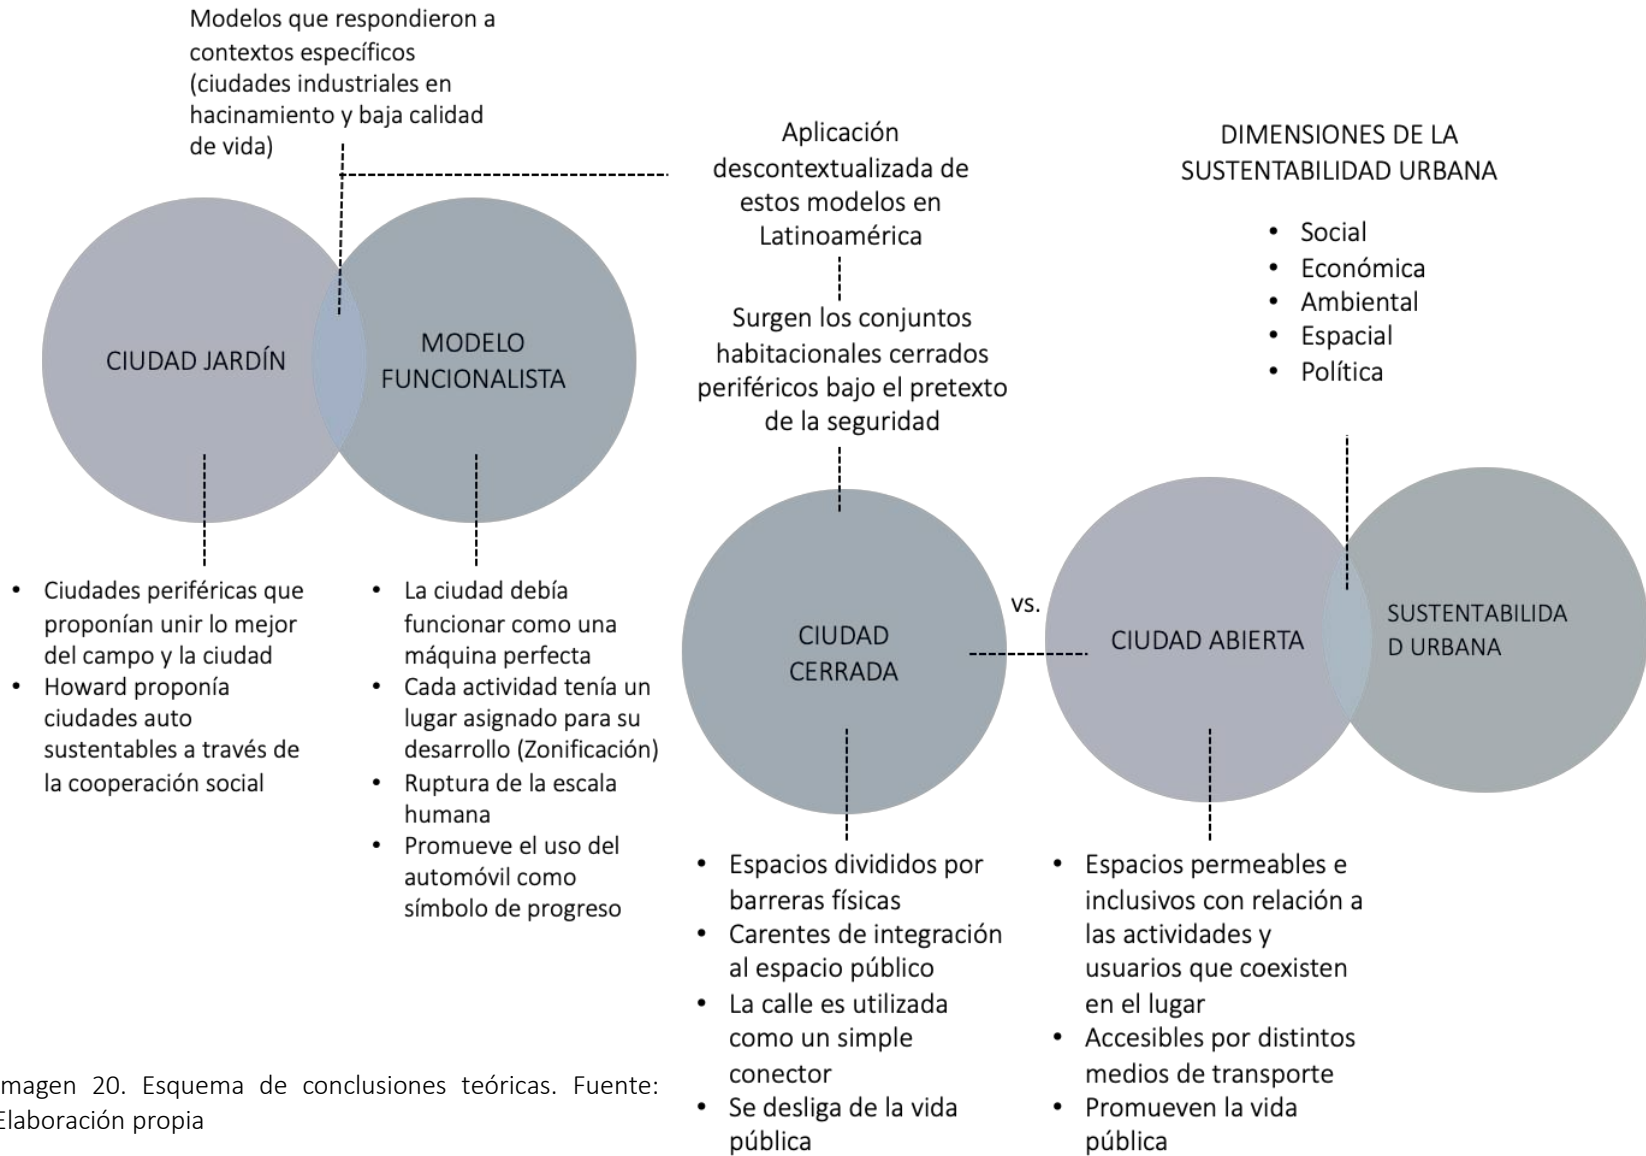 Modelos que respondieron a
contextos específicos
(ciudades industriales en
hacinamiento y baja calidad
de vida)
CIUDAD JARDÍN
MODELO
FUNCIONALISTA
• Ciudades periféricas que
proponían unir lo mejor
del campo y la ciudad
• Howard proponía
ciudades auto
sustentables a través de
la cooperación social
• La ciudad debía
funcionar como una
máquina perfecta
• Cada actividad tenía un
lugar asignado para su
desarrollo (Zonificación)
• Ruptura de la escala
humana
• Promueve el uso del
automóvil como
símbolo de progreso
Aplicación
descontextualizada de
estos modelos en
Latinoamérica
Surgen los conjuntos
habitacionales cerrados
periféricos bajo el pretexto
de la seguridad
CIUDAD
CERRADA
vs.
• Espacios divididos por
barreras físicas
• Carentes de integración
al espacio público
• La calle es utilizada
como un simple
conector
• Se desliga de la vida
pública
DIMENSIONES DE LA
SUSTENTABILIDAD URBANA
• Social
• Económica
• Ambiental
• Espacial
• Política
CIUDAD ABIERTA
SUSTENTABILIDA
D URBANA
• Espacios permeables e
inclusivos con relación a
las actividades y
usuarios que coexisten
en el lugar
• Accesibles por distintos
medios de transporte
• Promueven la vida
pública
magen 20. Esquema de conclusiones teóricas. Fuente:
Elaboración propia